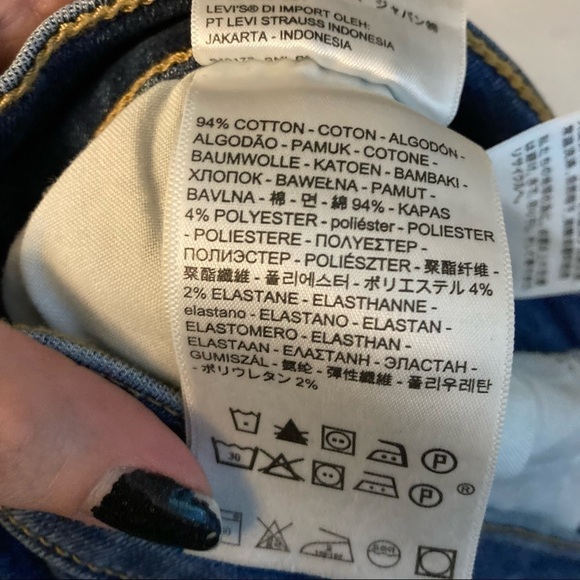 LEVI'S® DI IMPORT OLEH:
PT LEVI STRAUSS INDONESIA
JAKARTA - INDONESIA
94% COTTON - COTON - ALGODÓN -
ALGODÃO - PAMUK - COTONE -
BAUMWOLLE - KATOEN - BAMBAKI -
ХЛОПОК - BAWEŁNA - PAMUT -
BAVLNA - 棉 - 면 - 綿 94% - KAPAS
4% POLYESTER - poliéster - POLIESTER
- POLIESTERE - ΠΟΛΥΕΣΤΕΡ -
ПОЛИЭСТЕР - POLIÉSZTER - 聚酯纤维 -
聚酯纖維 - 폴리에스터 - ポリエステル 4%
2% ELASTANE - ELASTHANNE -
elastano - ELASTANO - ELASTAN -
ELASTOMERO - ELASTHAN -
ELASTAAN - ΕΛΑΣΤΑΝΗ - ЭЛАСТАН -
GUMISZÁL - 氨纶 - 彈性纖維 - 폴리우레탄
- ポリウレタン 2%
P
30
P
®